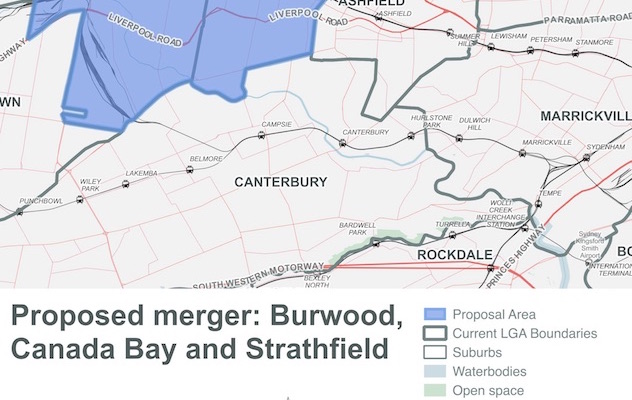 ASHFIELD
LIVERPOOL ROAD
LIVERPOOL ROAD
ASHFIELD
PARRAMATTA ROAD
HIGHWAY
SUMMER HILL
LEWISHAM
PETERSHAM
STANMORE
WN
HURLSTONE PARK
DULWICH HILL
MARRICKVILL
CAMPSIE
CANTERBURY
MARRICKVILLE
SYDENHAM
BELMORE
LAKEMBA
WILEY PARK
PUNCHBOWL
CANTERBURY
TEMPE
WOLLI CREEK INTERCHANGE STATION
BARDWELL PARK
TURRELLA
ROCKDALE
PRINCES HIGHWAY
Sydney Kingsford Smith Airport
BO
INTERNATION
TERMINAL
SOUTH WESTERN MOTORWAY
BEXLEY NORTH
Proposed merger: Burwood,
Canada Bay and Strathfield
Proposal Area
Current LGA Boundaries
Suburbs
Waterbodies
Open space